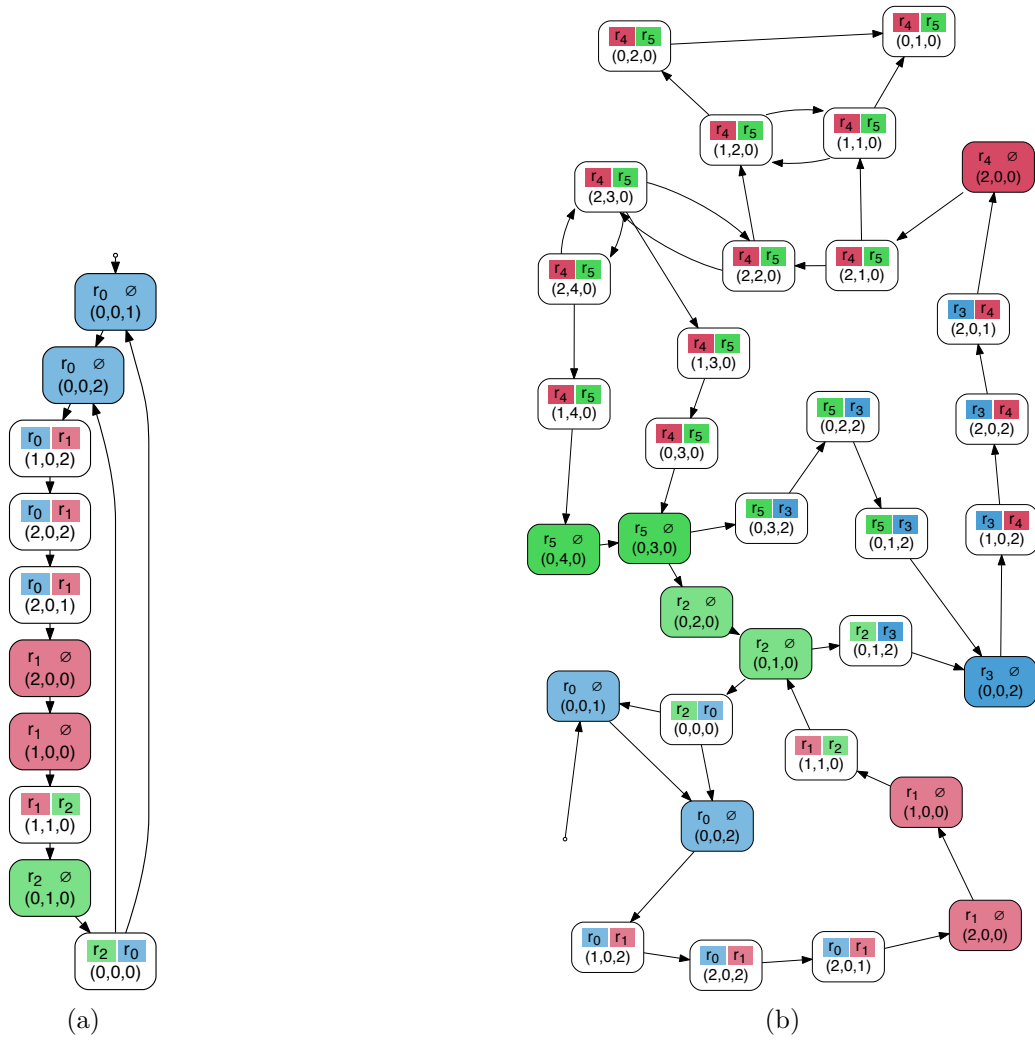 r0 ∅
(0,0,1)
r0 ∅
(0,0,2)
r0 r1
(1,0,2)
r0 r1
(2,0,2)
r0 r1
(2,0,1)
r1 ∅
(2,0,0)
r1 ∅
(1,0,0)
r1 r2
(1,1,0)
r2 ∅
(0,1,0)
r2 r0
(0,0,0)
(a)
r4 r5
(0,2,0)
r4 r5
(0,1,0)
r4 r5
(1,2,0)
r4 r5
(1,1,0)
r4 ∅
(2,0,0)
r4 r5
(2,3,0)
r4 r5
(2,4,0)
r4 r5
(2,2,0)
r4 r5
(2,1,0)
r3 r4
(2,0,1)
r4 r5
(1,3,0)
r4 r5
(1,4,0)
r4 r5
(0,3,0)
r5 r3
(0,2,2)
r3 r4
(2,0,2)
r5 ∅
(0,4,0)
r5 ∅
(0,3,0)
r5 r3
(0,3,2)
r5 r3
(0,1,2)
r3 r4
(1,0,2)
r2 ∅
(0,2,0)
r2 ∅
(0,1,0)
r2 r3
(0,1,2)
r3 ∅
(0,0,2)
r0 ∅
(0,0,1)
r2 r0
(0,0,0)
r1 r2
(1,1,0)
r0 ∅
(0,0,2)
r1 ∅
(1,0,0)
r0 r1
(1,0,2)
r0 r1
(2,0,2)
r0 r1
(2,0,1)
r1 ∅
(2,0,0)
(b)